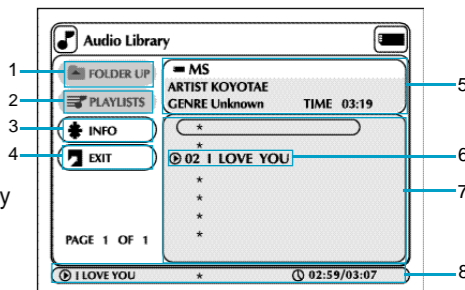 Audio Library
1 FOLDER UP
2 PLAYLISTS
3 INFO
4 EXIT
y
PAGE 1 OF 1
MS
ARTIST KOYOTAE
GENRE Unknown TIME 03:19
5
*
*
02 I LOVE YOU 6
*
7
*
*
*
I LOVE YOU * 02:59/03:07 8